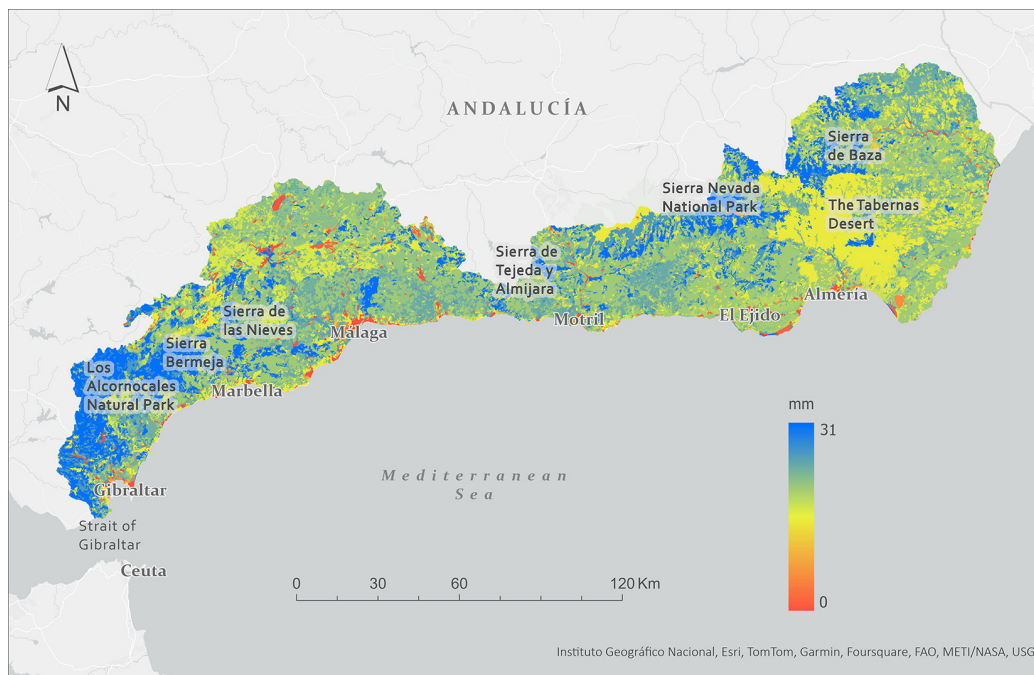 N
ANDALUCÍA
Sierra
de Baza
Sierra Nevada
National Park
The Tabernas
Desert
Sierra de
Tejeda y
Almijara
Almería
Motril
El Ejido
Sierra de
las Nieves
Málaga
Sierra
Bermeja
Los
Alcornocales
Natural Park
Marbella
mm
31
0
Mediterranean
Sea
Gibraltar
Strait of
Gibraltar
Ceuta
0 30 60 120 Km
Instituto Geográfico Nacional, Esri, TomTom, Garmin, Foursquare, FAO, METI/NASA, USG